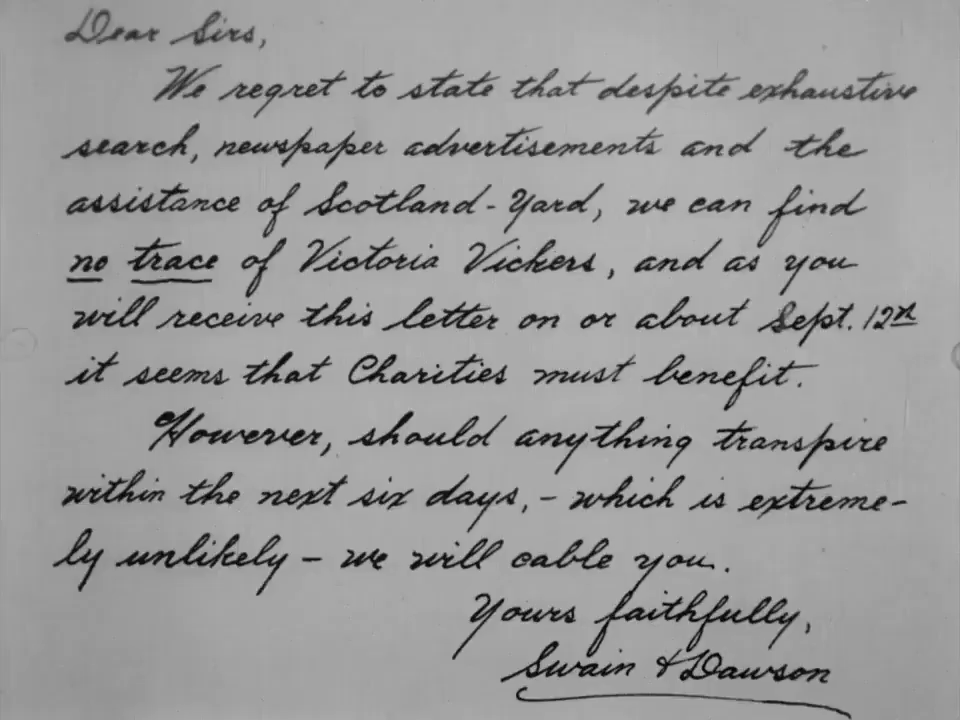 Dear Sirs,
We regret to state that despite exhaustive
search, newspaper advertisements and the
assistance of Scotland-Yard, we can find
no trace of Victoria Vickers, and as you
will receive this letter on or about Sept. 12th
it seems that Charities must benefit.
However, should anything transpire
within the next six days, - which is extreme-
ly unlikely - we will cable you.
Yours faithfully,
Swain & Dawson